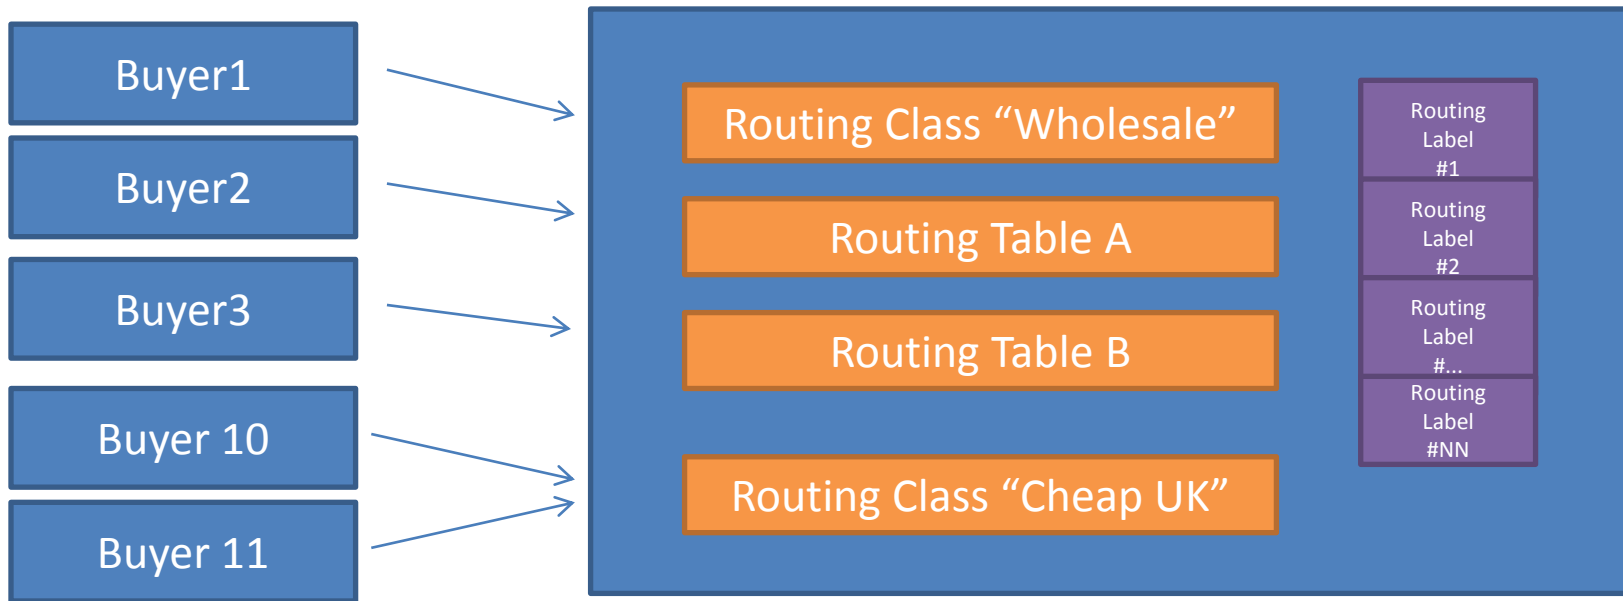 Buyer1
Buyer2
Buyer3
Buyer 10
Buyer 11
Routing Class “Wholesale”
Routing Table A
Routing Table B
Routing Class “Cheap UK”
Routing
Label
#1
Routing
Label
#2
Routing
Label
#...
Routing
Label
#NN